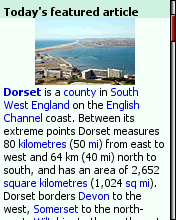 Today's featured article
Dorset is a county in South
West England on the English
Channel coast. Between its
extreme points Dorset measures
80 kilometres (50 mi) from east to
west and 64 km (40 mi) north to
south, and has an area of 2,652
square kilometres (1,024 sq mi).
Dorset borders Devon to the
west, Somerset to the north-